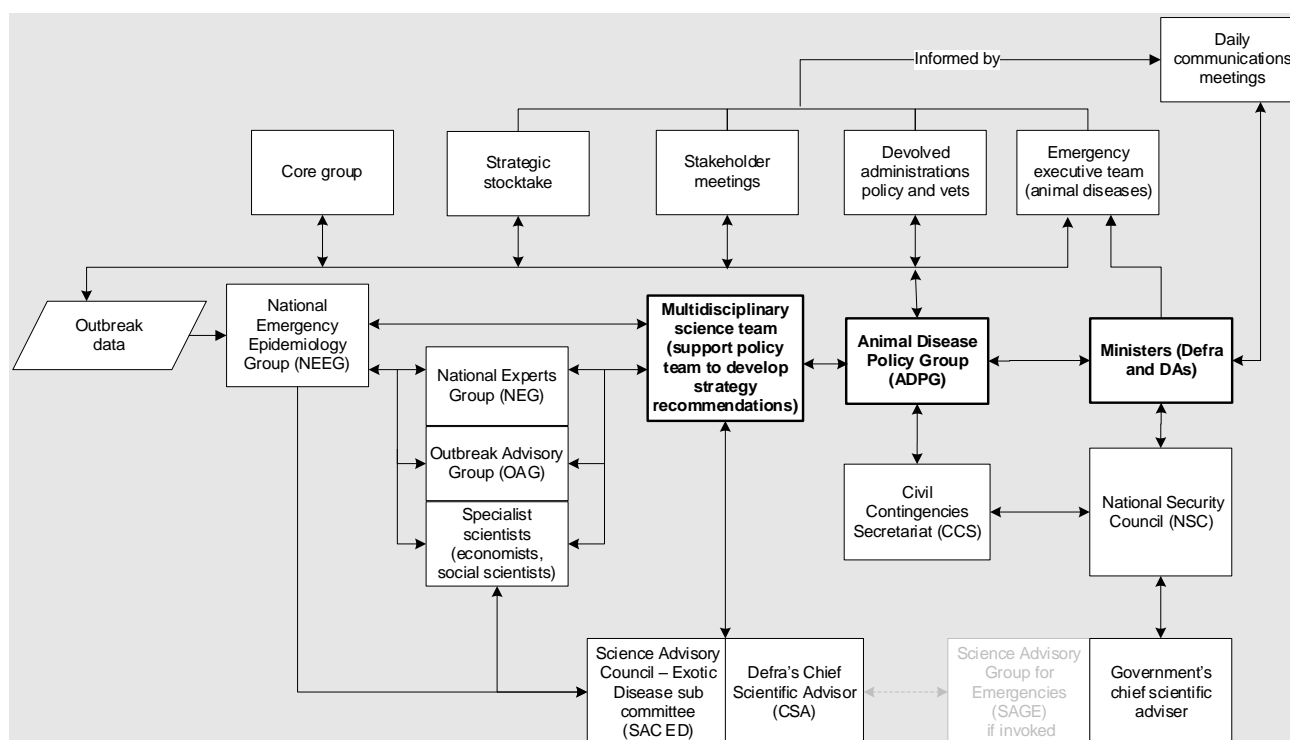 Daily
communications
meetings
Informed by
Core group
Strategic
stocktake
Stakeholder
meetings
Devolved
administrations
policy and vets
Emergency
executive team
(animal diseases)
Outbreak
data
National
Emergency
Epidemiology
Group (NEEG)
National Experts
Group (NEG)
Outbreak Advisory
Group (OAG)
Specialist
scientists
(economists,
social scientists)
Multidisciplinary
science team
(support policy
team to develop
strategy
recommendations)
Animal Disease
Policy Group
(ADPG)
Ministers (Defra
and DAs)
Civil
Contingencies
Secretariat (CCS)
National Security
Council (NSC)
Science Advisory
Council – Exotic
Disease sub
committee
(SAC ED)
Defra's Chief
Scientific Advisor
(CSA)
Science Advisory
Group for
Emergencies
(SAGE)
if invoked
Government's
chief scientific
adviser